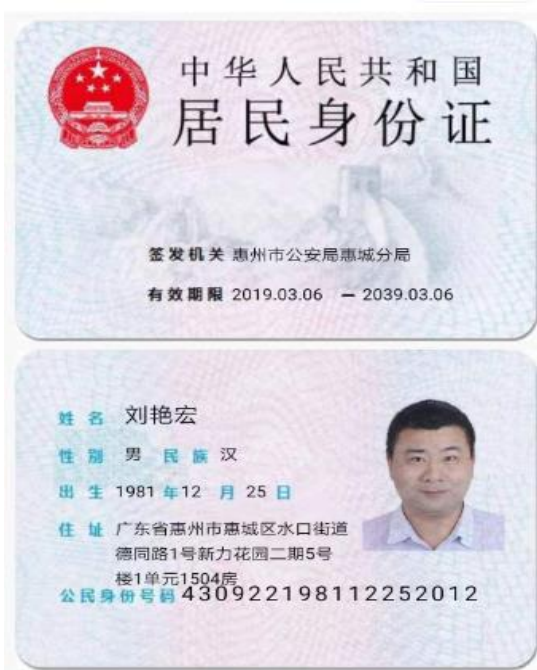 中华人民共和国
居民身份证
签发机关 惠州市公安局惠城分局
有效期限 2019.03.06 — 2039.03.06
姓名 刘艳宏
性别 男 民族 汉
出生 1981 年 12 月 25 日
住址 广东省惠州市惠城区水口街道
德同路1号新力花园二期5号
楼1单元1504房
公民身份号码 430922198112252012